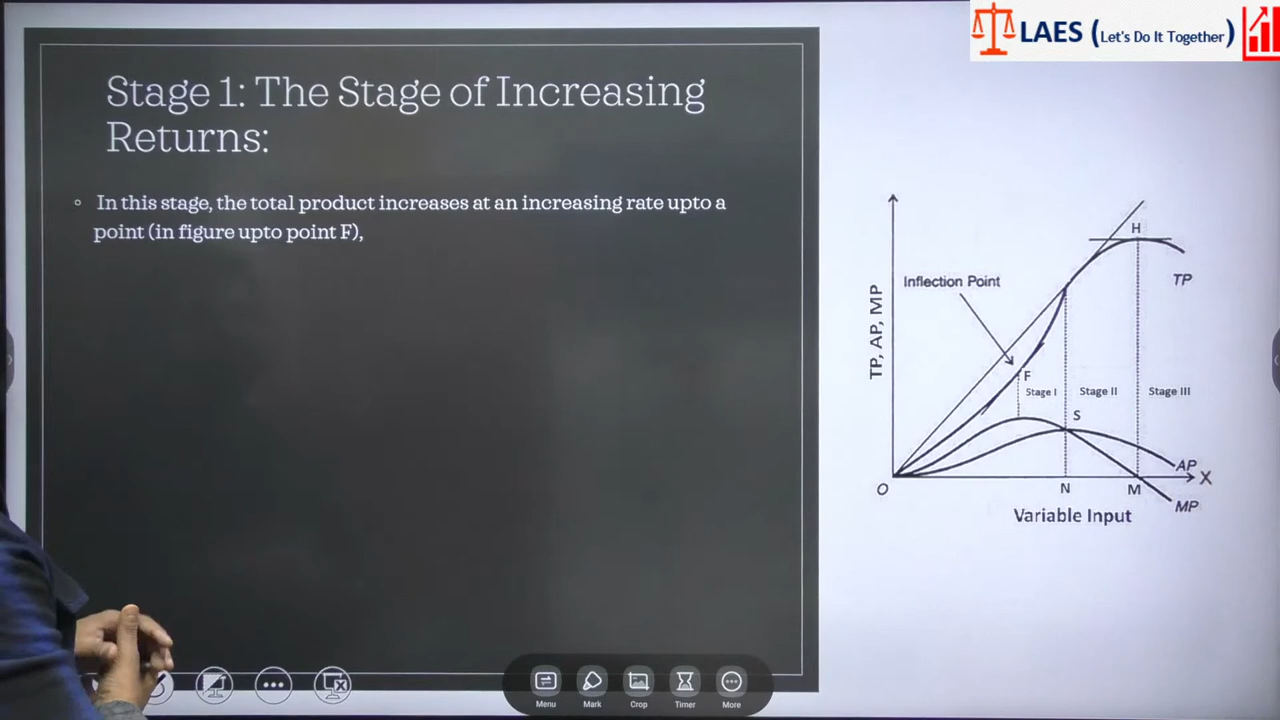 LAES (Let's Do It Together)
Stage 1: The Stage of Increasing
Returns:
In this stage, the total product increases at an increasing rate upto a
point (in figure upto point F),
H
Inflection Point
TP
TP, AP, MP
F
Stage I
Stage II
Stage III
S
AP
X
O
N
M
MP
Variable Input
Menu
Mark
Crop
Timer
More